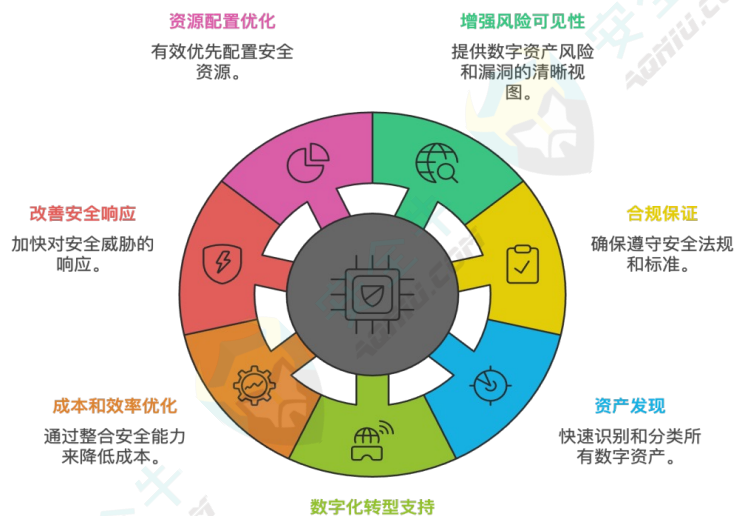 资源配置优化
有效优先配置安全
资源。
增强风险可见性
提供数字资产风险
和漏洞的清晰视
图。
改善安全响应
加快对安全威胁的
响应。
合规保证
确保遵守安全法规
和标准。
成本和效率优化
通过整合安全能力
来降低成本。
资产发现
快速识别和分类所
有数字资产。
数字化转型支持